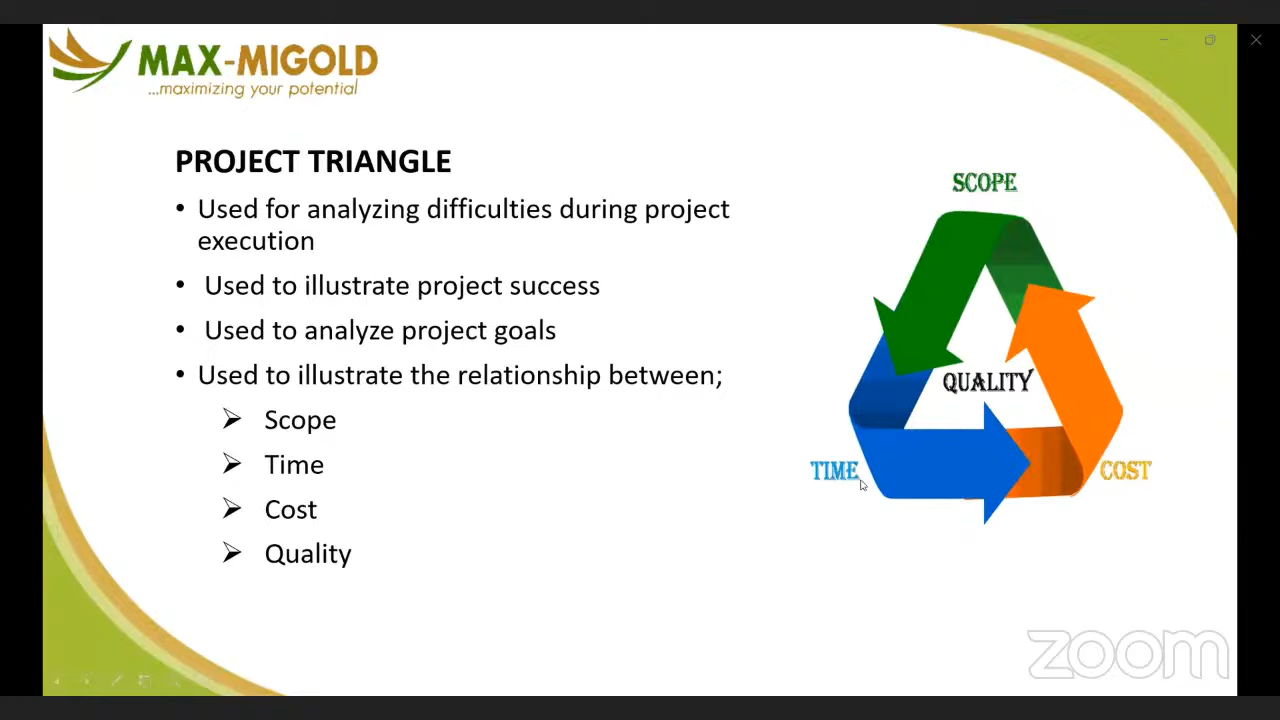 MAX-MIGOLD
...maximizing your potential
PROJECT TRIANGLE
• Used for analyzing difficulties during project
execution
• Used to illustrate project success
• Used to analyze project goals
• Used to illustrate the relationship between;
➢ Scope
➢ Time
➢ Cost
➢ Quality
SCOPE
QUALITY
TIME
COST
zoom